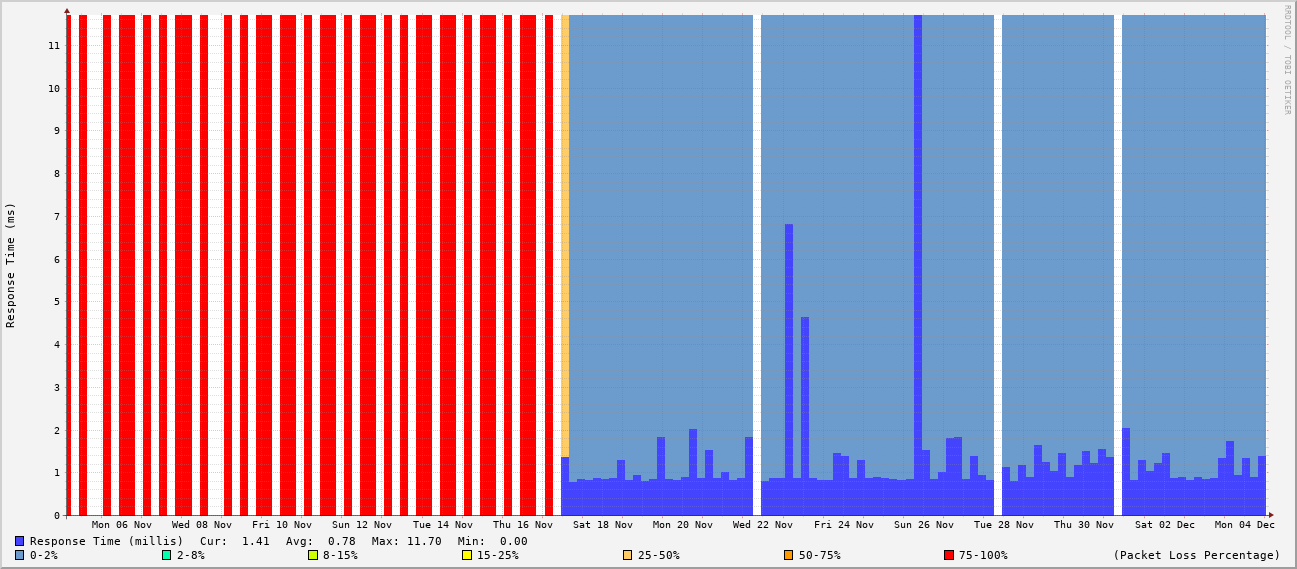 RRDTOOL / TOBI OETIKER
Response Time (ms)
11
10
9
8
7
6
5
4
3
2
1
0
Mon 06 Nov Wed 08 Nov Fri 10 Nov Sun 12 Nov Tue 14 Nov Thu 16 Nov Sat 18 Nov Mon 20 Nov Wed 22 Nov Fri 24 Nov Sun 26 Nov Tue 28 Nov Thu 30 Nov Sat 02 Dec Mon 04 Dec
Response Time (millis) Cur: 1.41 Avg: 0.78 Max: 11.70 Min: 0.00
0-2% 2-8% 8-15% 15-25% 25-50% 50-75% 75-100% (Packet Loss Percentage)